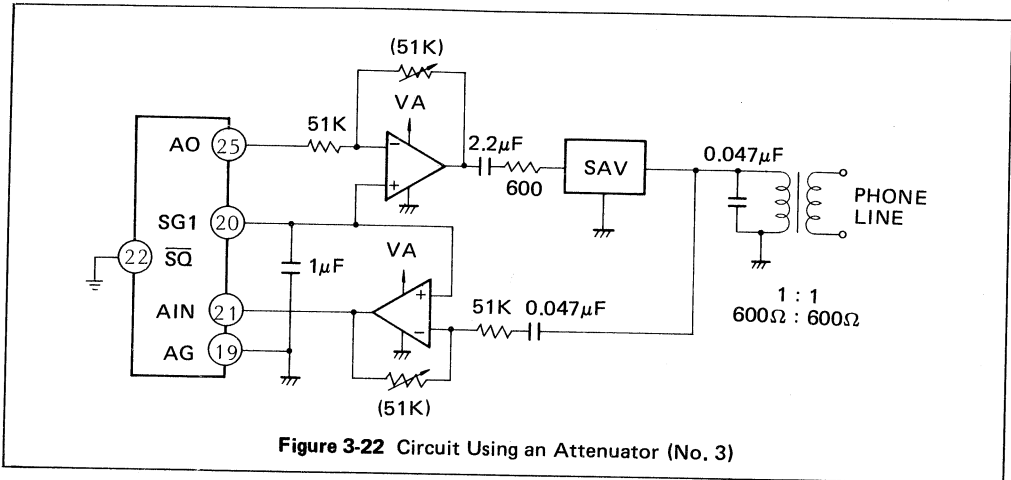 (51K)
VA
51K
AO
25
−
+
2.2μF
600
SAV
0.047μF
PHONE
LINE
SG1
20
22
SQ
1μF
VA
+
−
51K
0.047μF
1 : 1
600Ω : 600Ω
AIN
21
AG
19
(51K)
Figure 3-22 Circuit Using an Attenuator (No. 3)